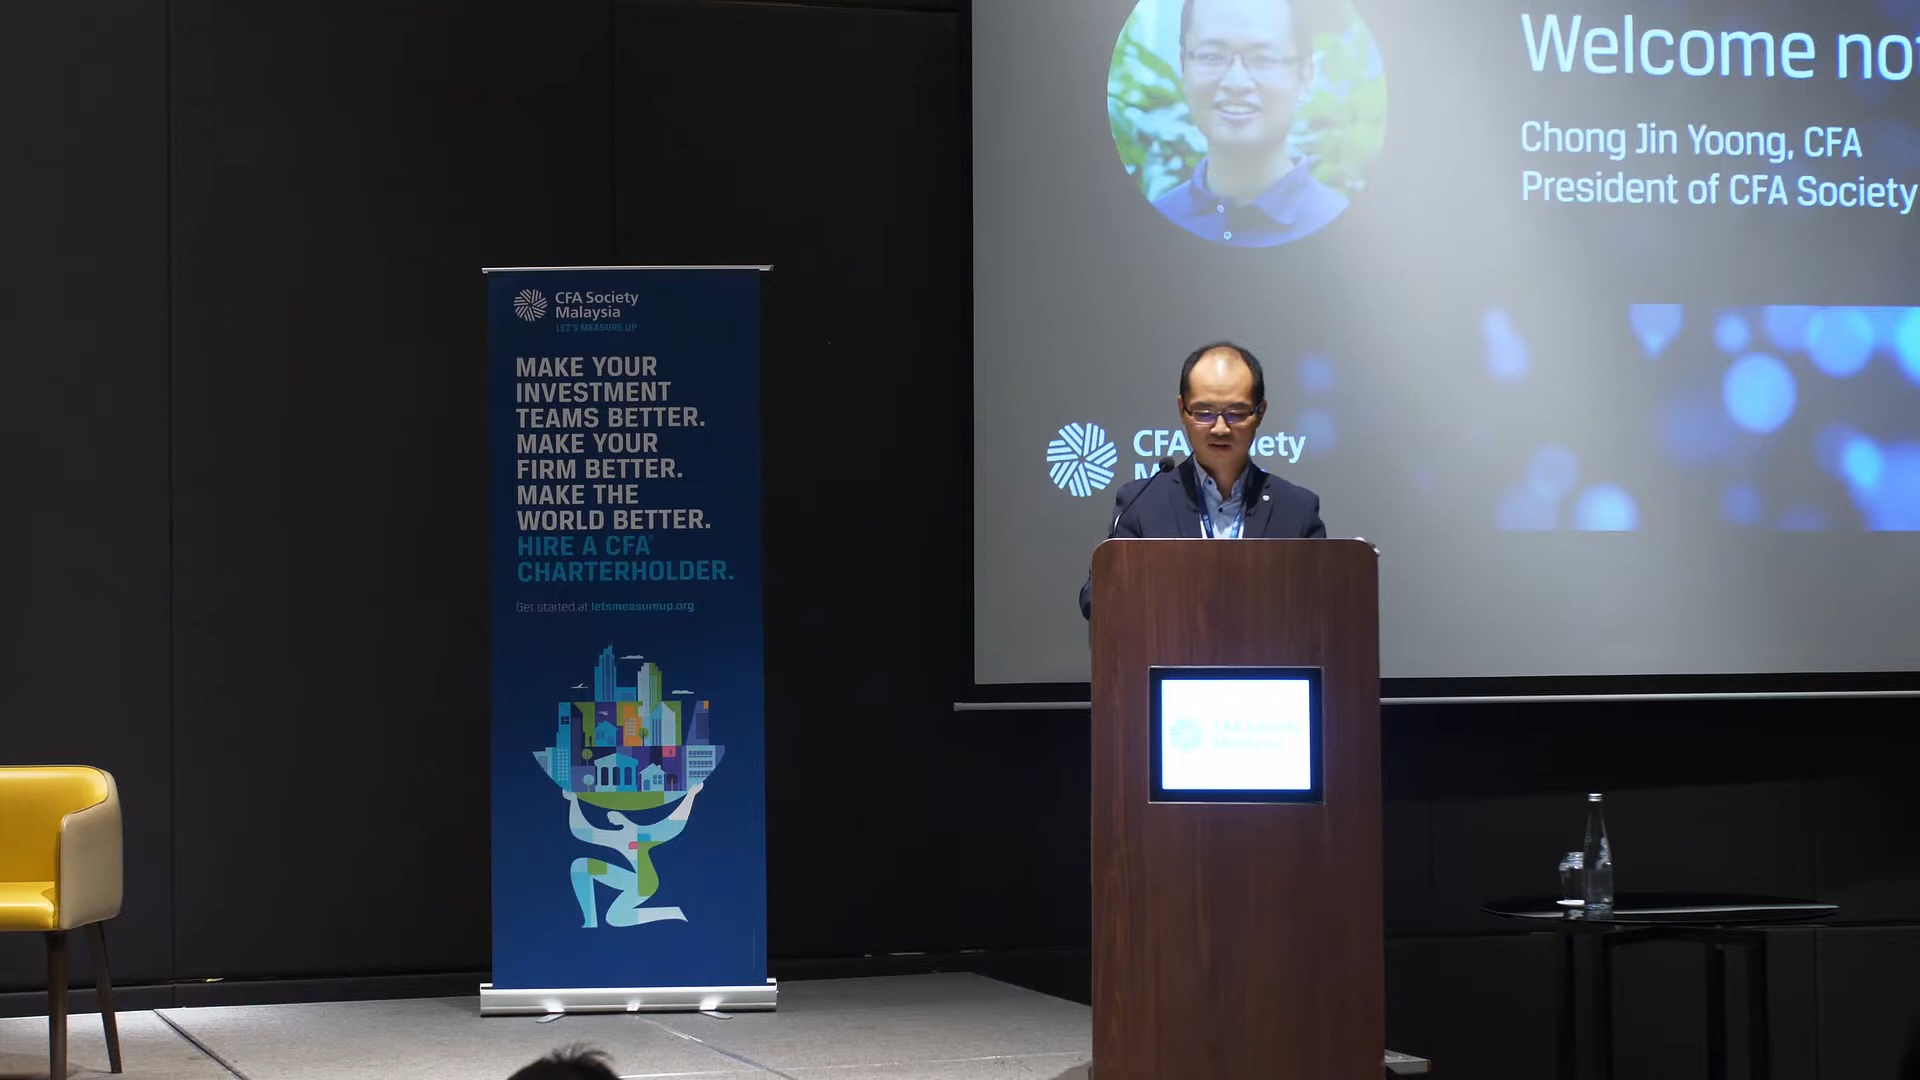 CFA Society
Malaysia
LET'S MEASURE UP
MAKE YOUR
INVESTMENT
TEAMS BETTER.
MAKE YOUR
FIRM BETTER.
MAKE THE
WORLD BETTER.
HIRE A CFA®
CHARTERHOLDER.
Get started at letsmeasureup.org
Welcome
Chong Jin Yoong, CFA
President of CFA Society
CFA